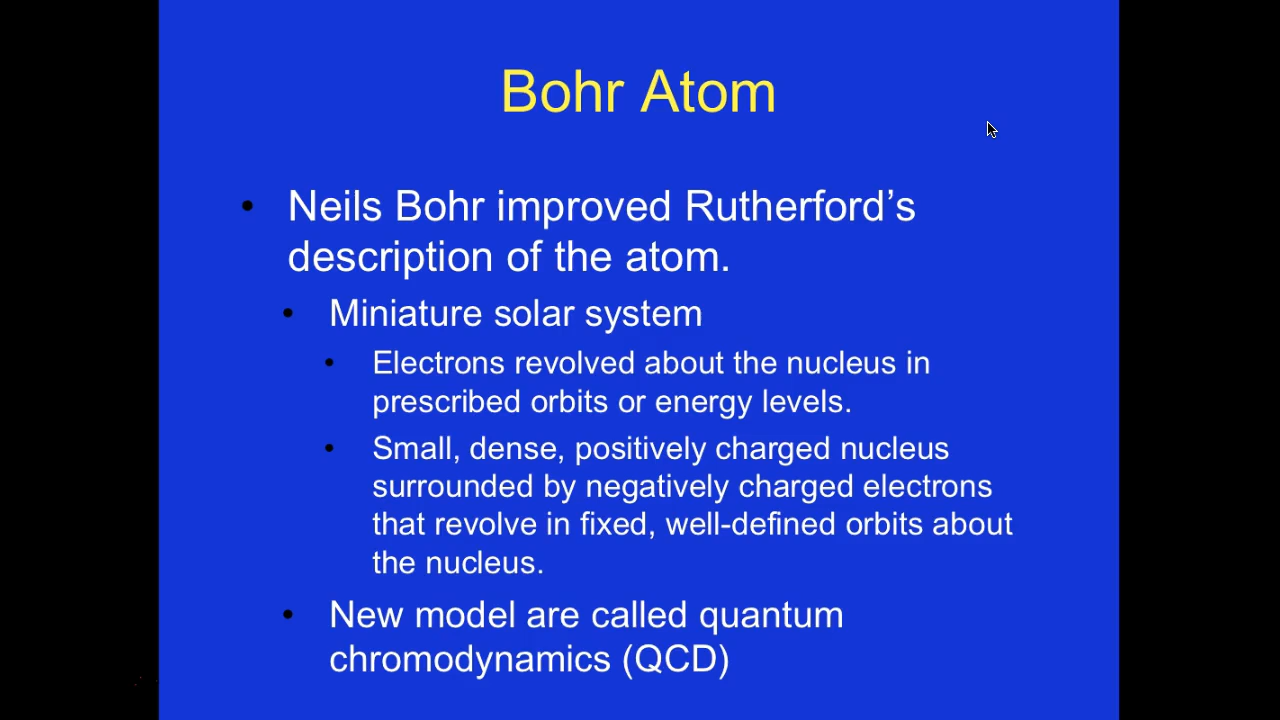 Bohr Atom
• Neils Bohr improved Rutherford’s
description of the atom.
• Miniature solar system
• Electrons revolved about the nucleus in
prescribed orbits or energy levels.
• Small, dense, positively charged nucleus
surrounded by negatively charged electrons
that revolve in fixed, well-defined orbits about
the nucleus.
• New model are called quantum
chromodynamics (QCD)